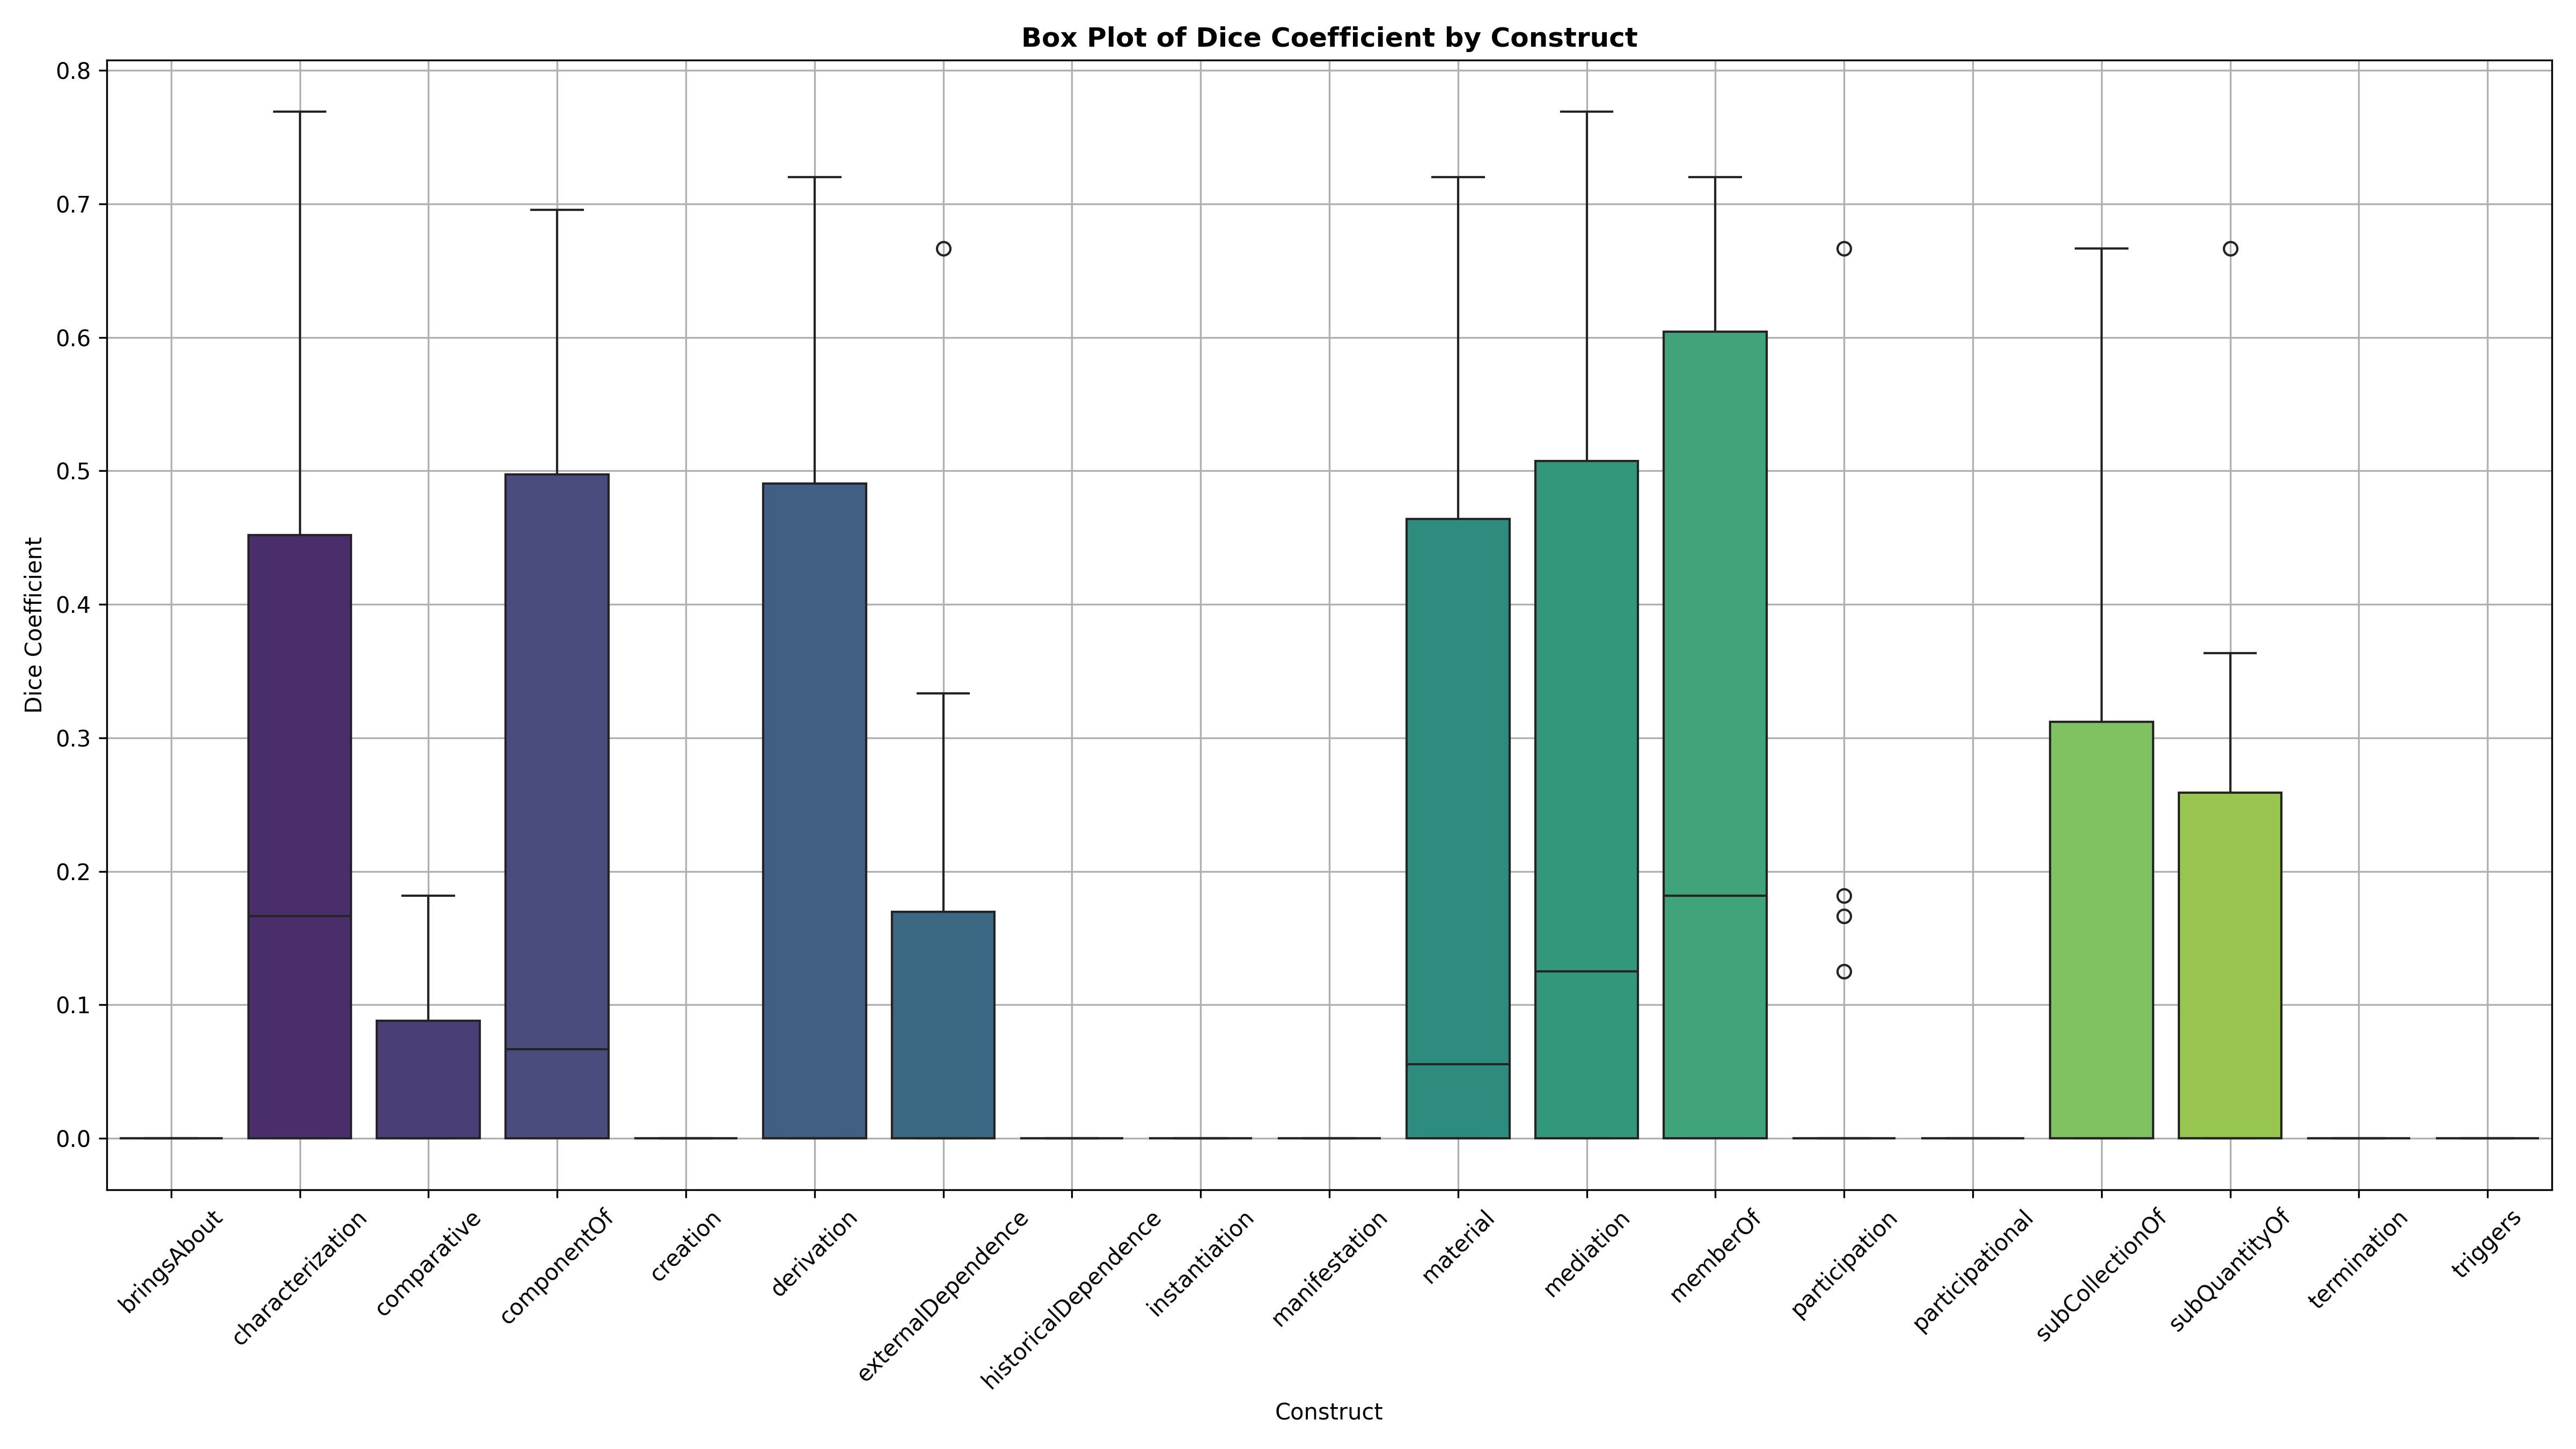 Box Plot of Dice Coefficient by Construct
Dice Coefficient
0.8
0.7
0.6
0.5
0.4
0.3
0.2
0.1
0.0
bringsAbout
characterization
comparative
componentOf
creation
derivation
externalDependence
historicalDependence
instantiation
manifestation
material
mediation
memberOf
participation
participational
subCollectionOf
subQuantityOf
termination
triggers
Construct